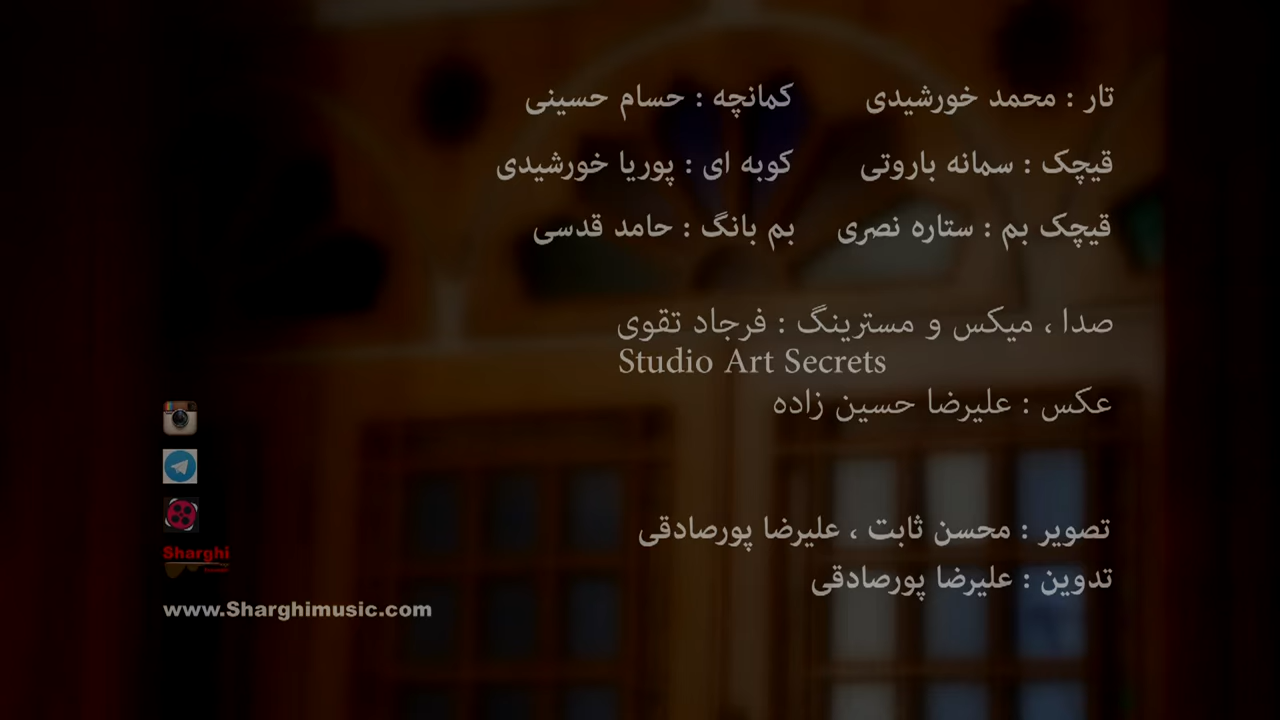 تار : محمد خورشیدی کمانچه : حسام حسینی
قیچک : سمانه باروتی کوبه ای : پوریا خورشیدی
قیچک بم : ستاره نصری بم بانگ : حامد قدسی
صدا ، میکس و مسترینگ : فرجاد تقوی
Studio Art Secrets
عکس : علیرضا حسین زاده
تصویر : محسن ثابت ، علیرضا پورصادقی
تدوین : علیرضا پورصادقی
Sharghi
www.Sharghimusic.com